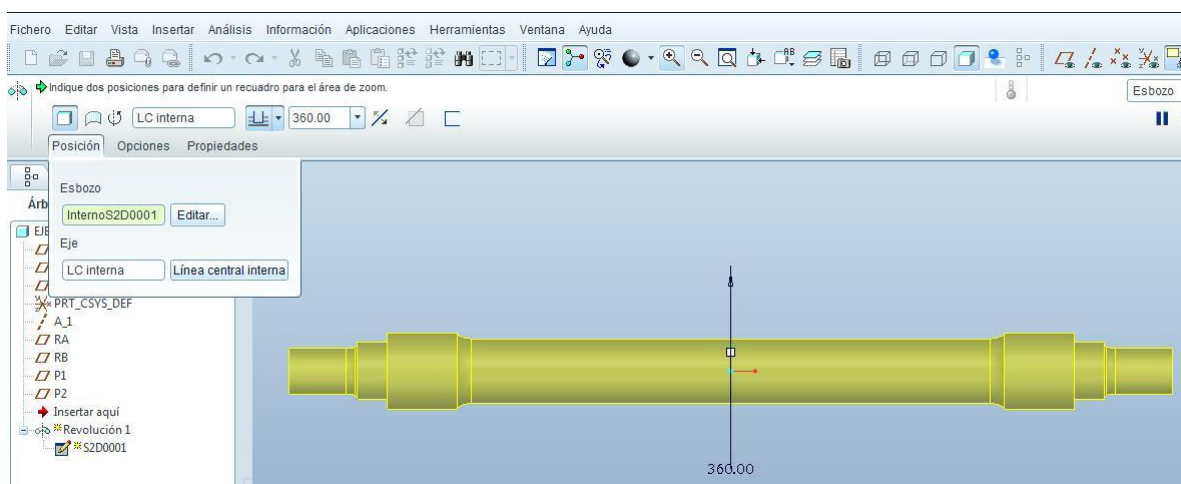 Fichero Editar Vista Insertar Análisis Información Aplicaciones Herramientas Ventana Ayuda
Indique dos posiciones para definir un recuadro para el área de zoom.
Esbozo
LC interna 360.00
Posición Opciones Propiedades
Esbozo
InternoS2D0001 Editar...
Eje
LC interna Línea central interna
Árb
EJE
PRT_CSYS_DEF
A_1
RA
RB
P1
P2
Insertar aquí
Revolución 1
S2D0001
360.00